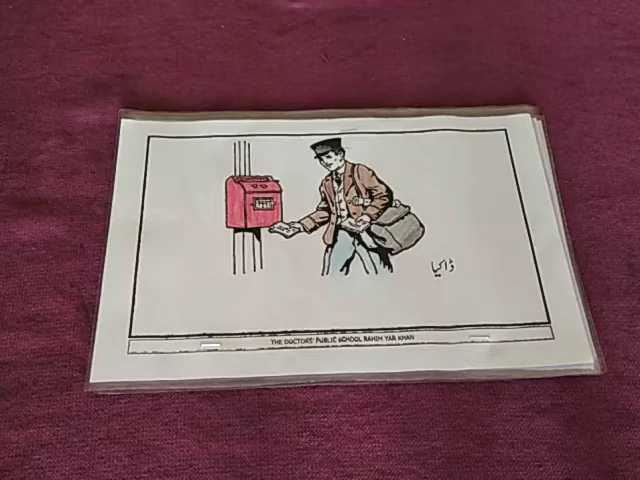 ڈاکیا
THE DOCTORS' PUBLIC SCHOOL RAHIM YAR KHAN